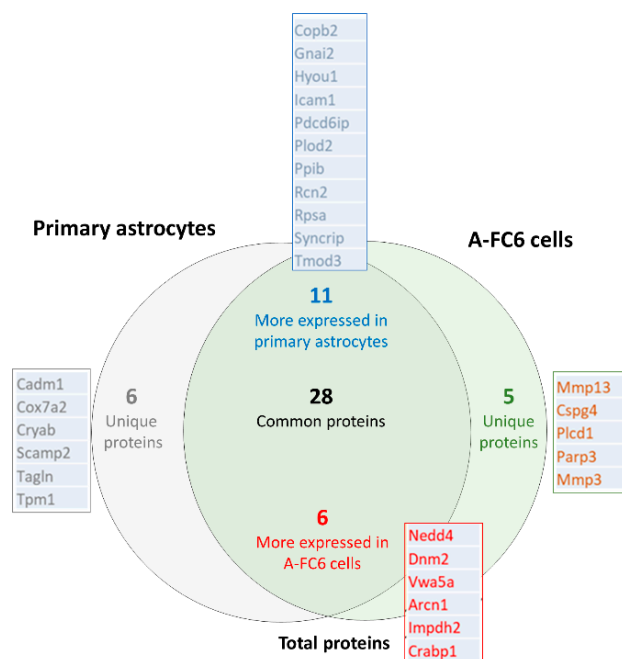 Copb2
Gnai2
Hyou1
Icam1
Pdcd6ip
Plod2
Ppib
Rcn2
Rpsa
Syncrip
Tmod3
Primary astrocytes
A-FC6 cells
11
More expressed in
primary astrocytes
Cadm1
Cox7a2
Cryab
Scamp2
Tagln
Tpm1
6
Unique
proteins
28
Common proteins
5
Unique
proteins
Mmp13
Cspg4
Plcd1
Parp3
Mmp3
6
More expressed in
A-FC6 cells
Nedd4
Dnm2
Vwa5a
Arcn1
Impdh2
Crabp1
Total proteins